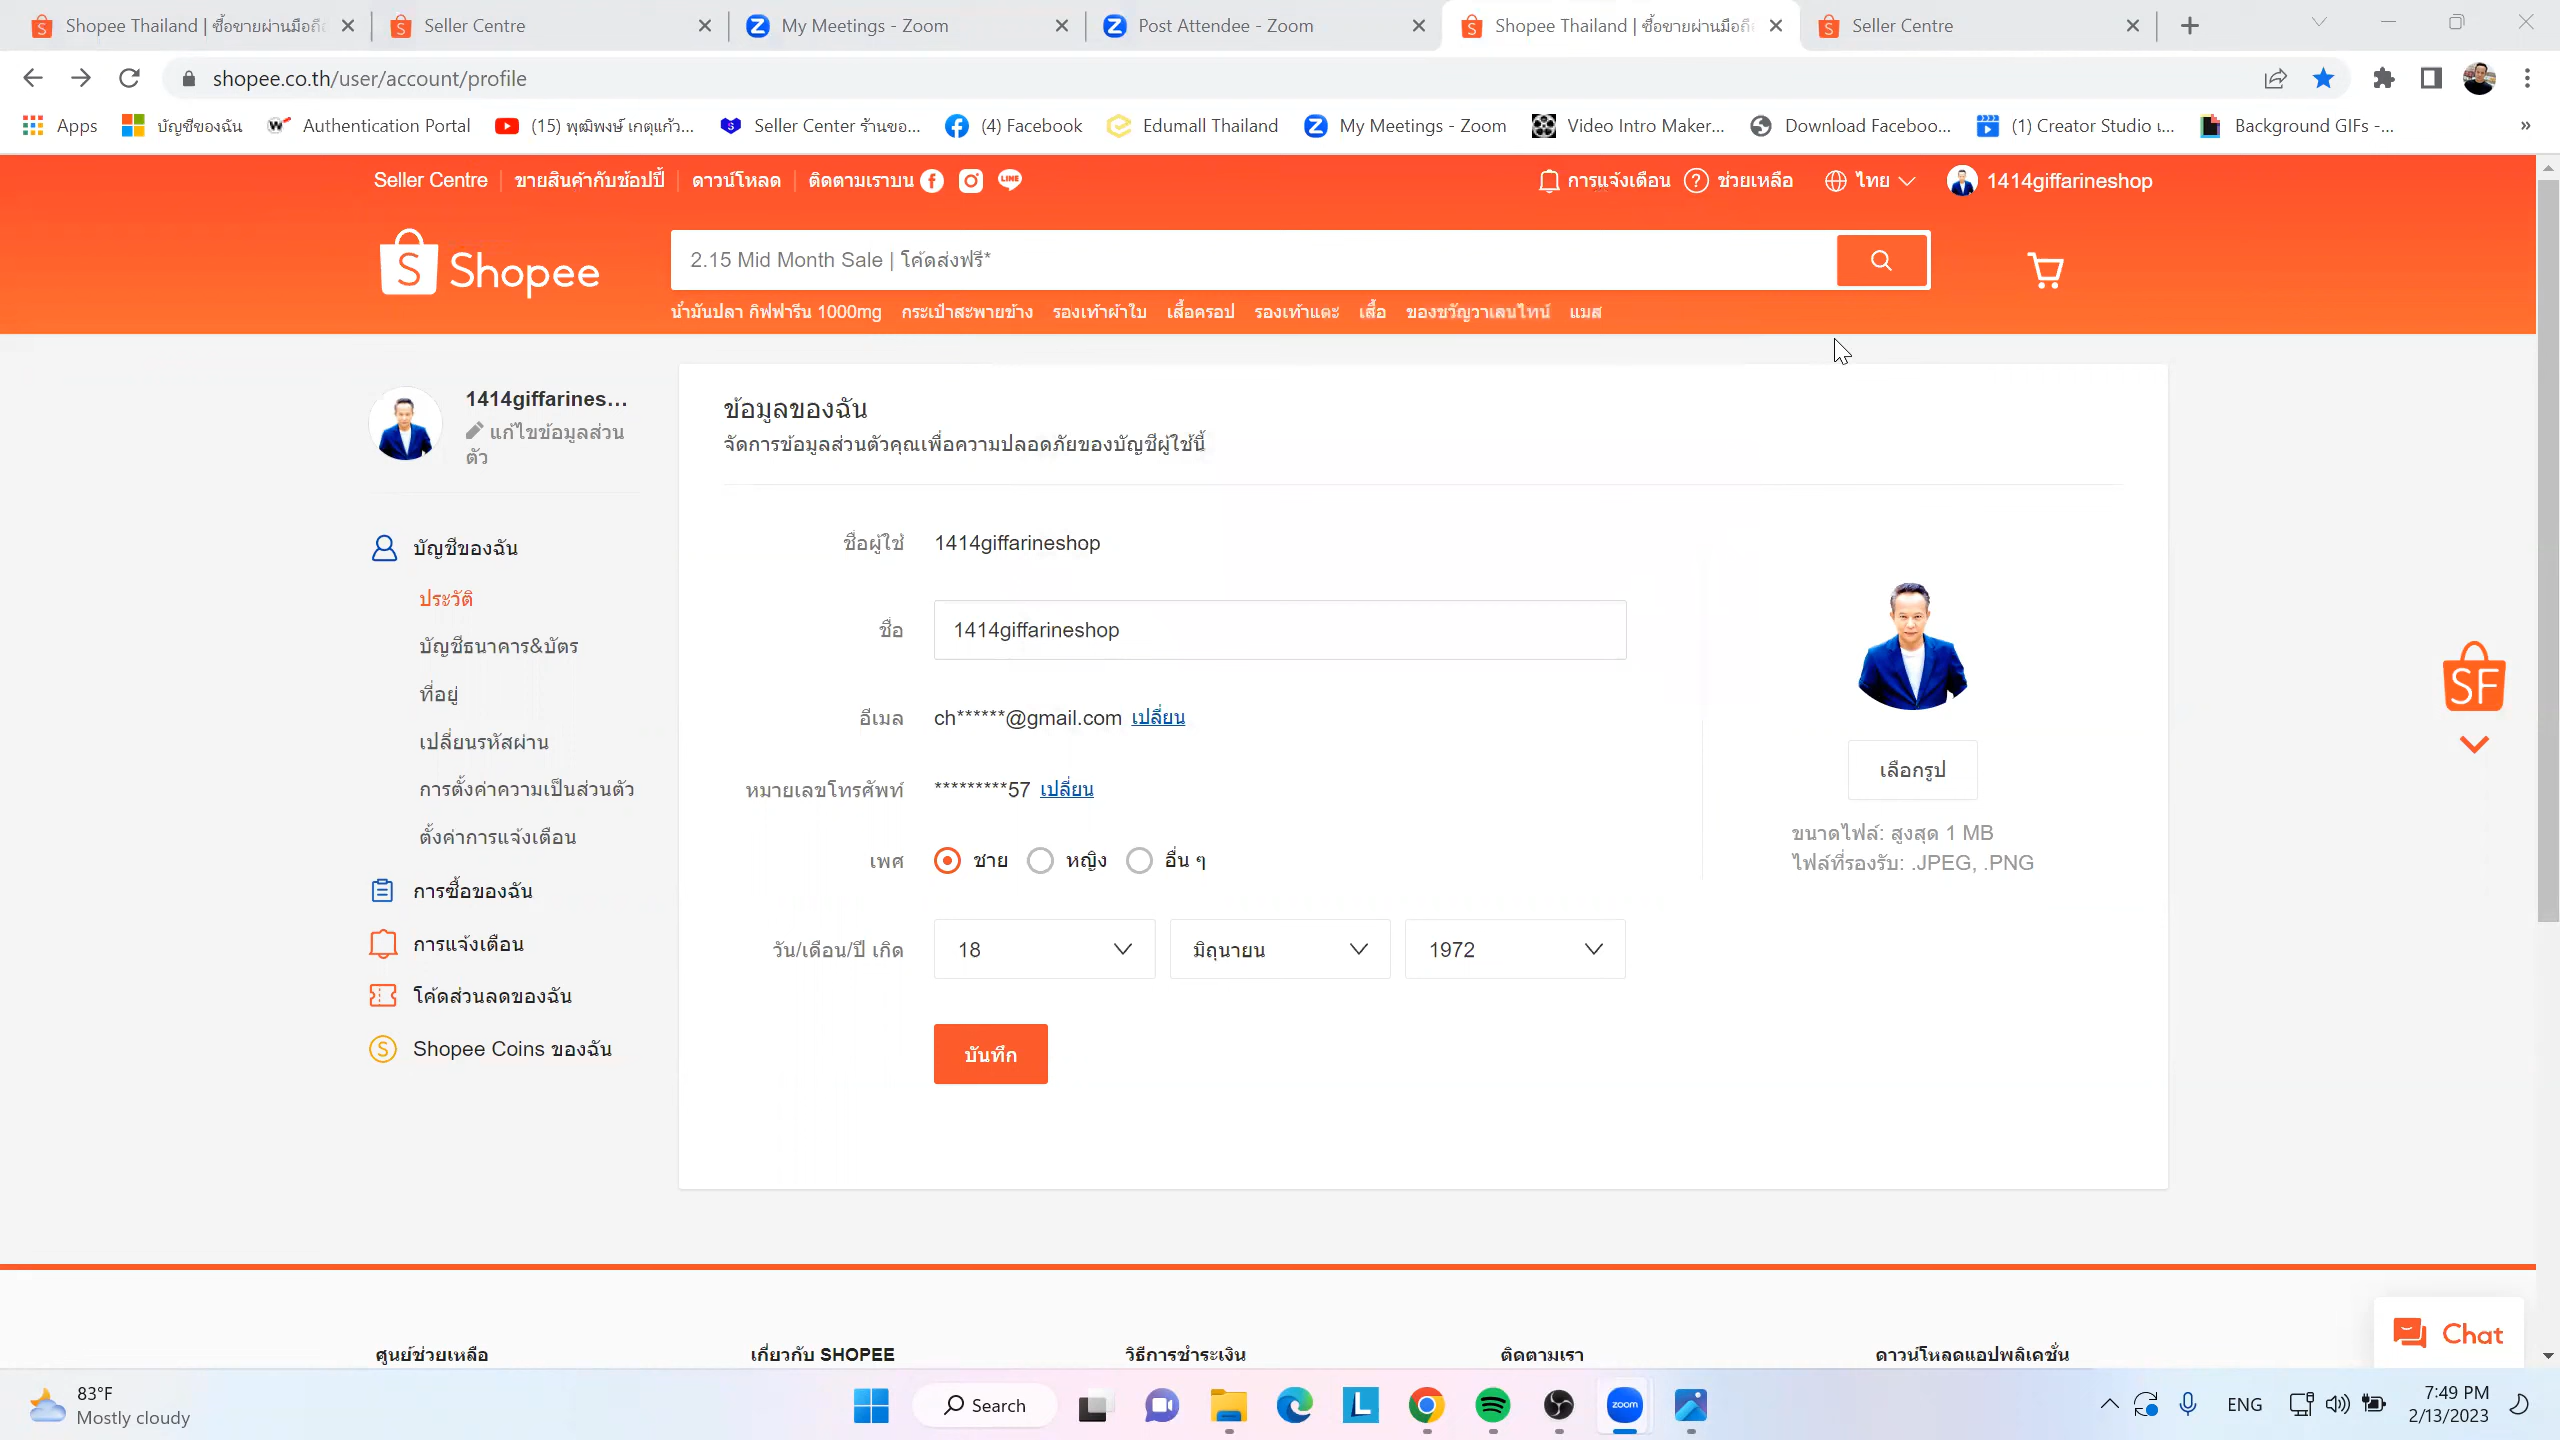 Shopee Thailand | ซื้อขายผ่านมือถือ
Seller Centre
My Meetings - Zoom
Post Attendee - Zoom
Shopee Thailand | ซื้อขายผ่านมือถือ
Seller Centre
shopee.co.th/user/account/profile
Apps
บัญชีของฉัน
Authentication Portal
(15) พุฒิพงษ์ เกตุแก้ว...
Seller Center ร้านขอ...
(4) Facebook
Edumall Thailand
My Meetings - Zoom
Video Intro Maker...
Download Faceboo...
(1) Creator Studio เ...
Background GIFs -...
»
Seller Centre
ขายสินค้ากับช้อปปี้
ดาวน์โหลด
ติดตามเราบน
LINE
การแจ้งเตือน
ช่วยเหลือ
ไทย
1414giffarineshop
Shopee
2.15 Mid Month Sale | โค้ดส่งฟรี*
น้ำมันปลา กิฟฟารีน 1000mg กระเป๋าสะพายข้าง รองเท้าผ้าใบ เสื้อครอป รองเท้าแตะ เสื้อ ของขวัญวาเลนไทน์ แมส
1414giffarines...
แก้ไขข้อมูลส่วน
ตัว
บัญชีของฉัน
ประวัติ
บัญชีธนาคาร&บัตร
ที่อยู่
เปลี่ยนรหัสผ่าน
การตั้งค่าความเป็นส่วนตัว
ตั้งค่าการแจ้งเตือน
การซื้อของฉัน
การแจ้งเตือน
โค้ดส่วนลดของฉัน
Shopee Coins ของฉัน
ข้อมูลของฉัน
จัดการข้อมูลส่วนตัวคุณเพื่อความปลอดภัยของบัญชีผู้ใช้นี้
ชื่อผู้ใช้ 1414giffarineshop
ชื่อ 1414giffarineshop
อีเมล ch******@gmail.com เปลี่ยน
หมายเลขโทรศัพท์ *********57 เปลี่ยน
เพศ ชาย หญิง อื่น ๆ
วัน/เดือน/ปี เกิด 18 มิถุนายน 1972
บันทึก
เลือกรูป
ขนาดไฟล์: สูงสุด 1 MB
ไฟล์ที่รองรับ: .JPEG, .PNG
SF
Chat
ศูนย์ช่วยเหลือ
เกี่ยวกับ SHOPEE
วิธีการชำระเงิน
ติดตามเรา
ดาวน์โหลดแอปพลิเคชั่น
83°F
Mostly cloudy
Search
zoom
ENG
7:49 PM
2/13/2023